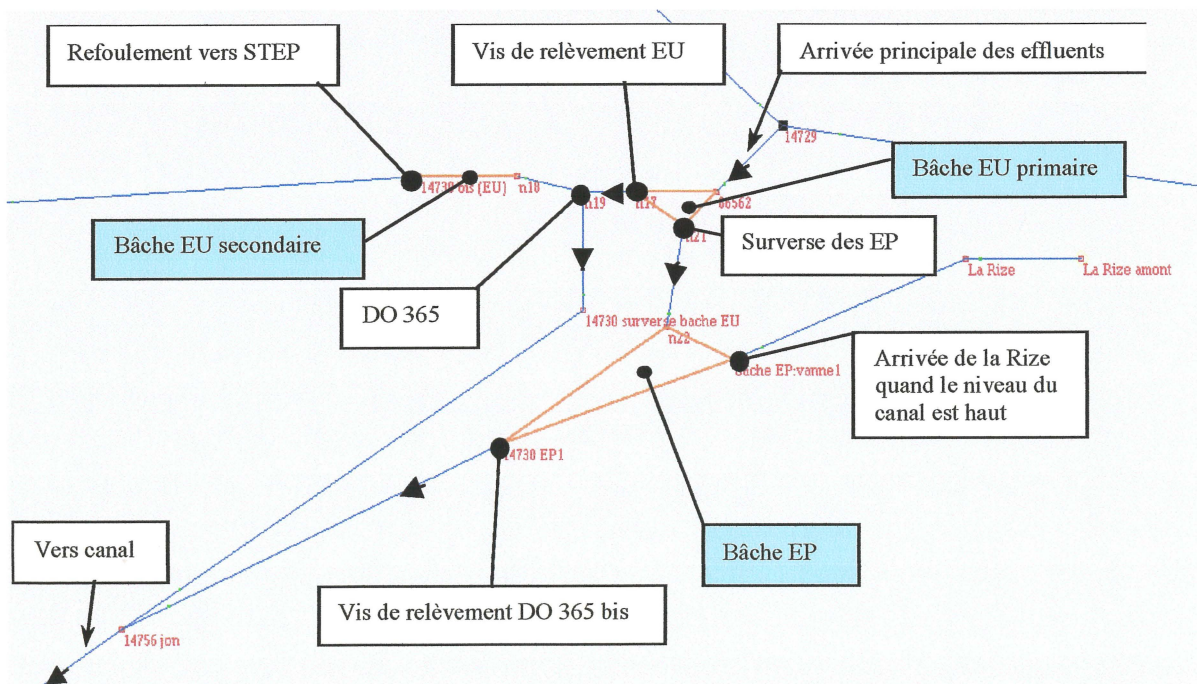 Refoulement vers STEP
Vis de relèvement EU
Arrivée principale des effluents
14729
Bâche EU primaire
14730 bis (EU)
n18
n19
n17
66562
n21
Bâche EU secondaire
Surverse des EP
DO 365
La Rize
La Rize amont
14730 surverse bache EU
n22
bache EP:vanne1
Arrivée de la Rize
quand le niveau du
canal est haut
14730 EP1
Vers canal
Bâche EP
Vis de relèvement DO 365 bis
14756 jon